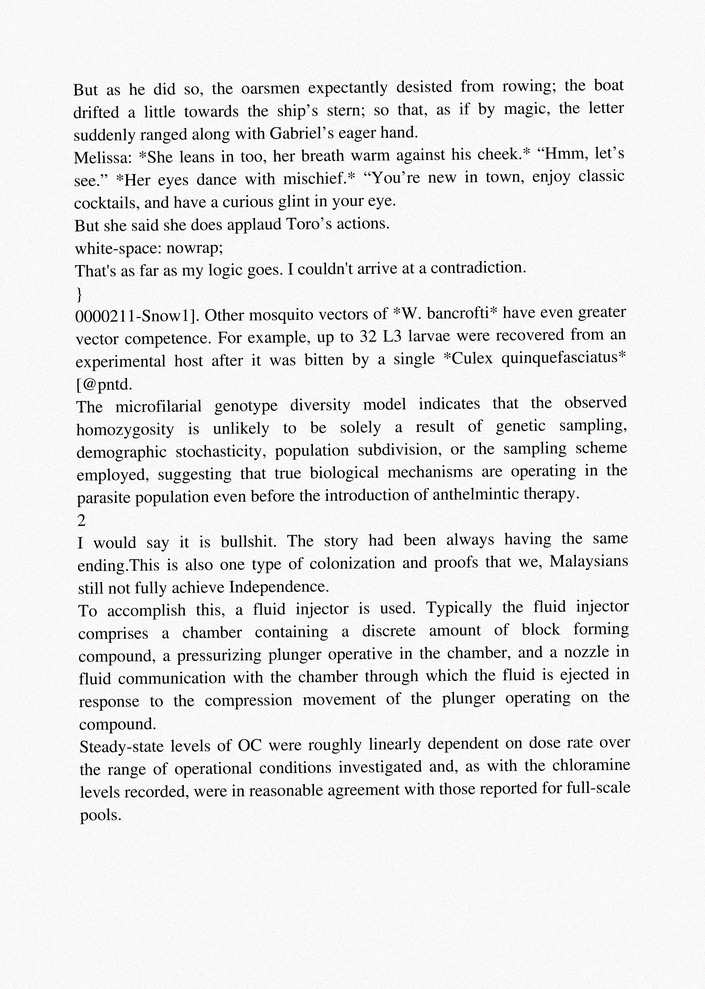 But as he did so, the oarsmen expectantly desisted from rowing; the boat
drifted a little towards the ship’s stern; so that, as if by magic, the letter
suddenly ranged along with Gabriel’s eager hand.
Melissa: *She leans in too, her breath warm against his cheek.* “Hmm, let’s
see.” *Her eyes dance with mischief.* “You’re new in town, enjoy classic
cocktails, and have a curious glint in your eye.
But she said she does applaud Toro’s actions.
white-space: nowrap;
That's as far as my logic goes. I couldn't arrive at a contradiction.
}
0000211-Snow1]. Other mosquito vectors of *W. bancrofti* have even greater
vector competence. For example, up to 32 L3 larvae were recovered from an
experimental host after it was bitten by a single *Culex quinquefasciatus*
[@pntd.
The microfilarial genotype diversity model indicates that the observed
homozygosity is unlikely to be solely a result of genetic sampling,
demographic stochasticity, population subdivision, or the sampling scheme
employed, suggesting that true biological mechanisms are operating in the
parasite population even before the introduction of anthelmintic therapy.
2
I would say it is bullshit. The story had been always having the same
ending.This is also one type of colonization and proofs that we, Malaysians
still not fully achieve Independence.
To accomplish this, a fluid injector is used. Typically the fluid injector
comprises a chamber containing a discrete amount of block forming
compound, a pressurizing plunger operative in the chamber, and a nozzle in
fluid communication with the chamber through which the fluid is ejected in
response to the compression movement of the plunger operating on the
compound.
Steady-state levels of OC were roughly linearly dependent on dose rate over
the range of operational conditions investigated and, as with the chloramine
levels recorded, were in reasonable agreement with those reported for full-scale
pools.